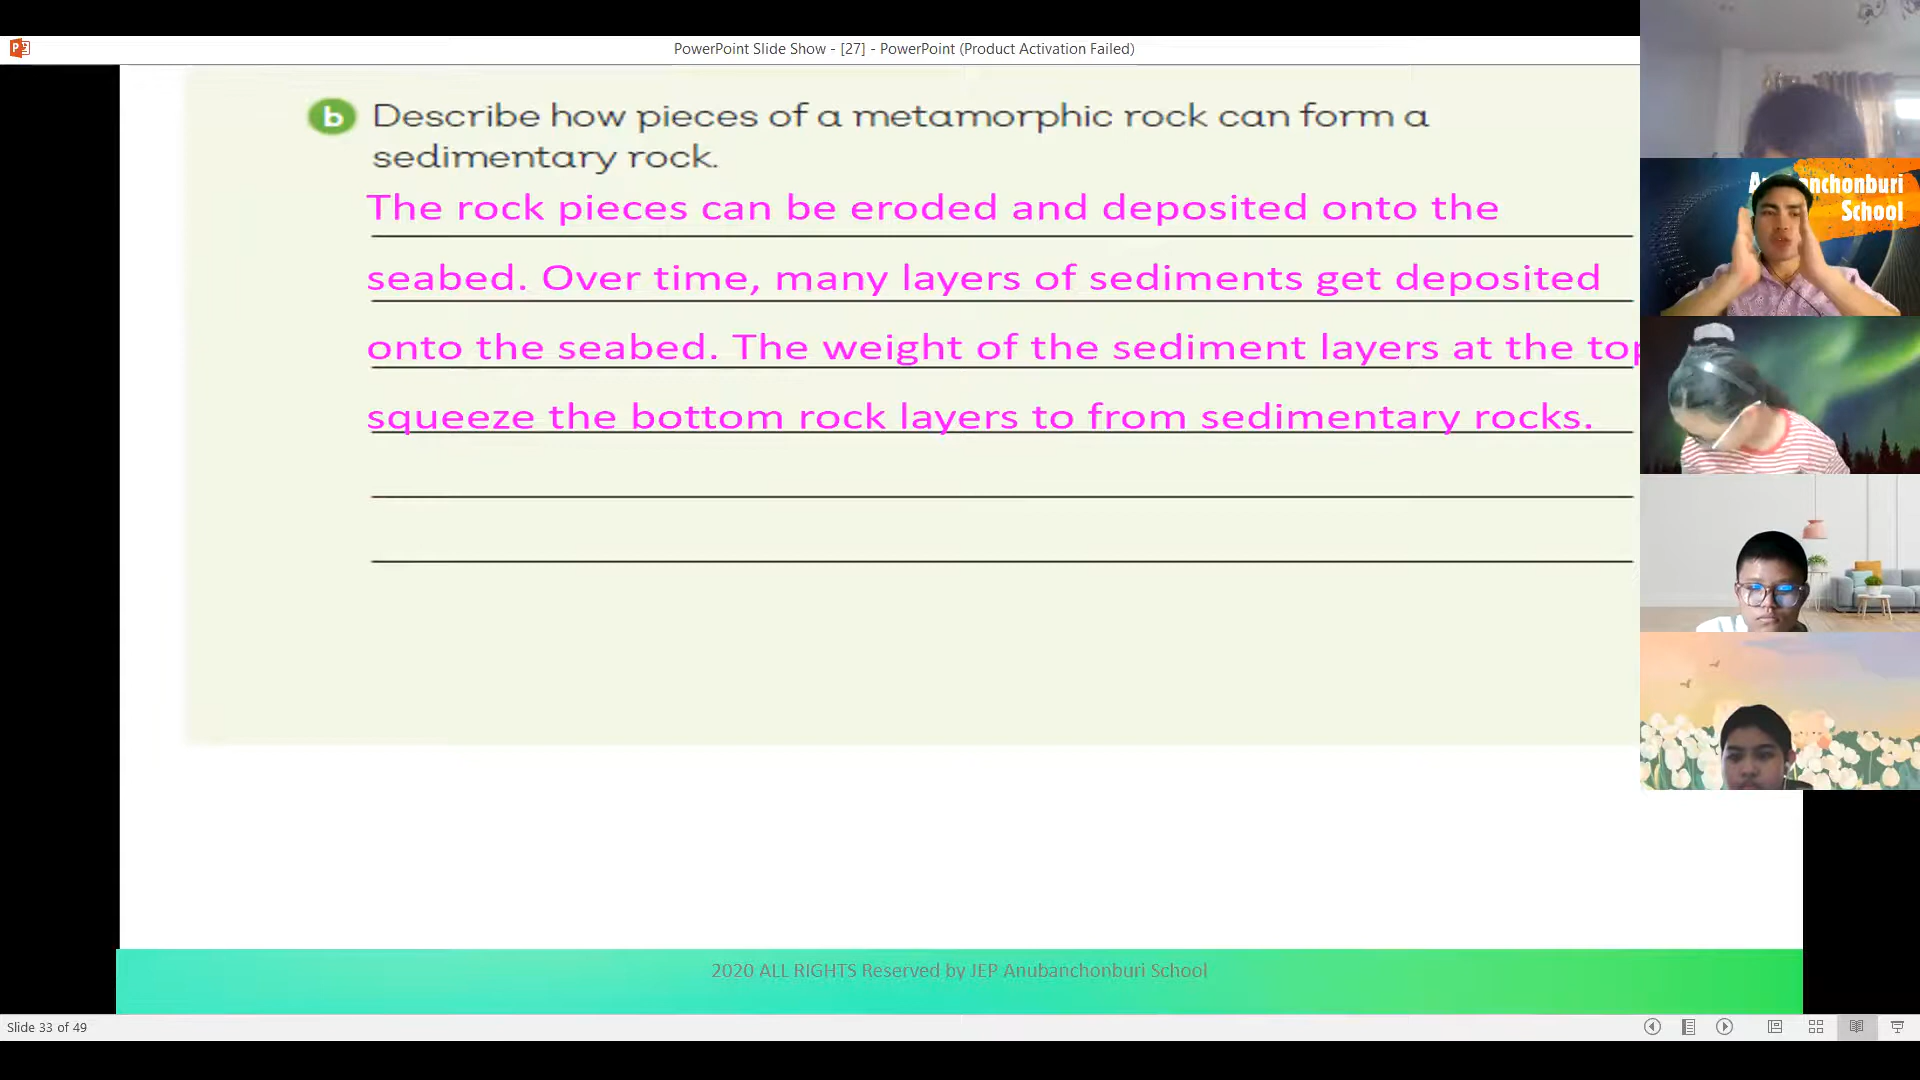 PowerPoint Slide Show - [27] - PowerPoint (Product Activation Failed)
b Describe how pieces of a metamorphic rock can form a
sedimentary rock.
The rock pieces can be eroded and deposited onto the
seabed. Over time, many layers of sediments get deposited
onto the seabed. The weight of the sediment layers at the top
squeeze the bottom rock layers to from sedimentary rocks.
2020 ALL RIGHTS Reserved by JEP Anubanchonburi School
Slide 33 of 49
School